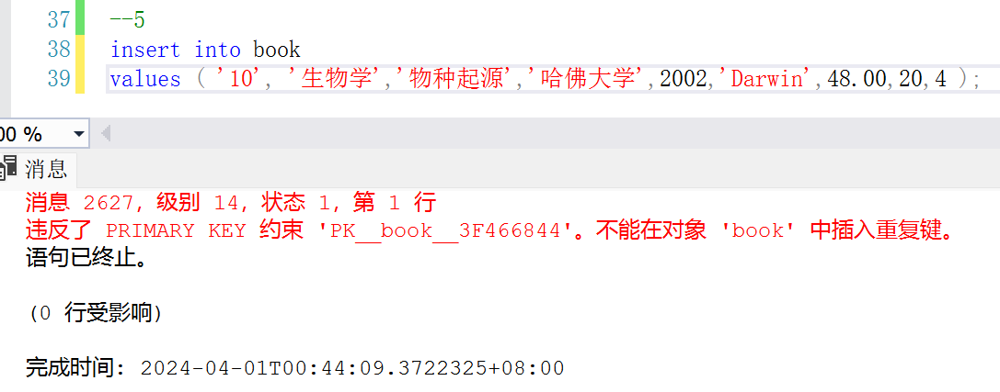 37 --5
38 insert into book
39 values ( '10', '生物学','物种起源','哈佛大学',2002,'Darwin',48.00,20,4 );
00 %
消息
消息 2627，级别 14，状态 1，第 1 行
违反了 PRIMARY KEY 约束 'PK__book__3F466844'。不能在对象 'book' 中插入重复键。
语句已终止。
(0 行受影响)
完成时间: 2024-04-01T00:44:09.3722325+08:00